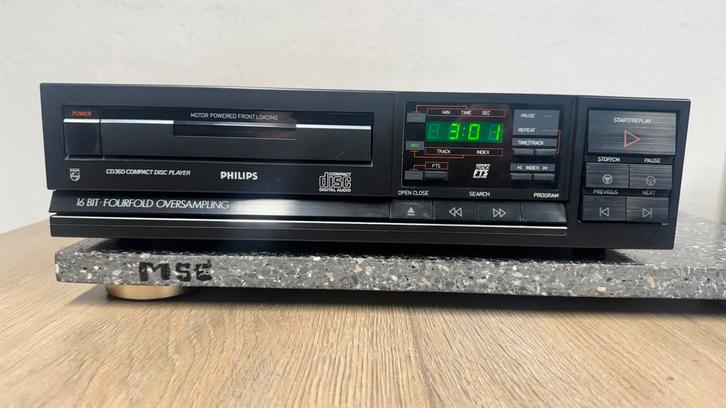 POWER
MOTOR POWERED FRONT LOADING
CD360 COMPACT DISC PLAYER
PHILIPS
COMPACT
disc
DIGITAL AUDIO
16 BIT · FOURFOLD OVERSAMPLING
MIN TIME SEC
3:01
TRACK INDEX
FTS
FTS
PAUSE
REPEAT
TIME/TRACK
INDEX
OPEN CLOSE
SEARCH
PROGRAM
START/REPLAY
STOP/CM
PAUSE
PREVIOUS
NEXT
MSE